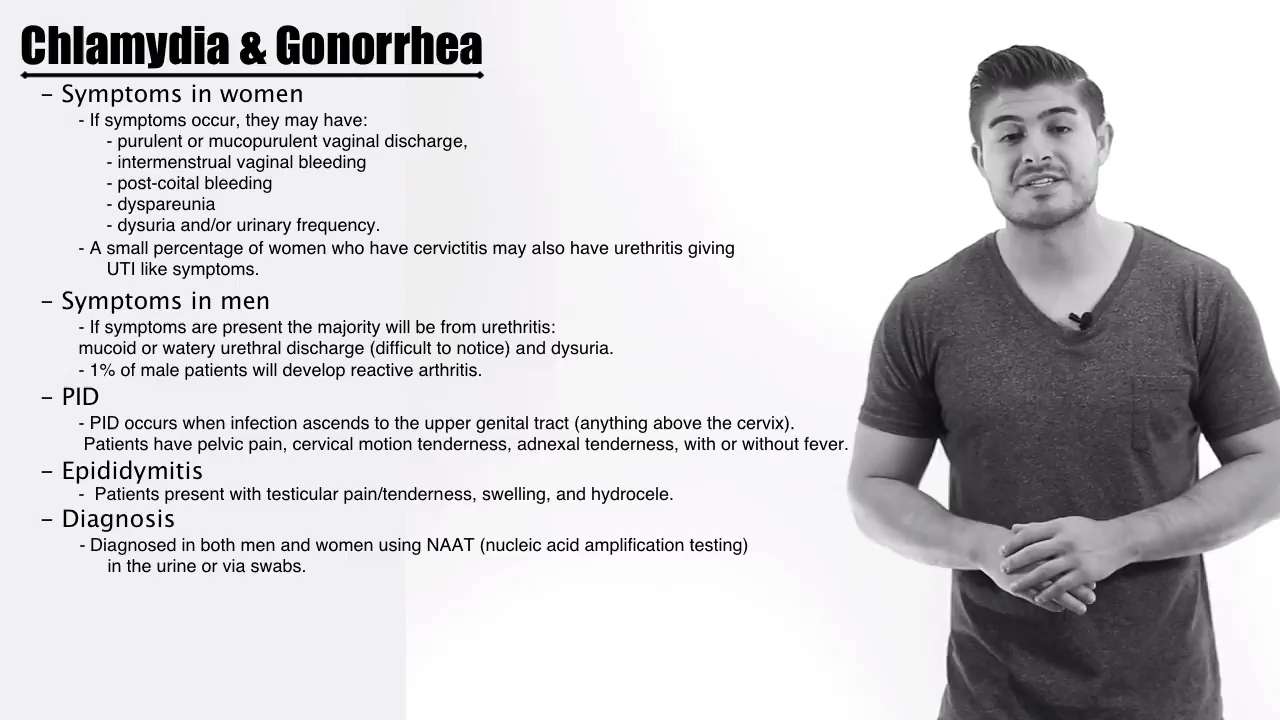 Chlamydia & Gonorrhea
– Symptoms in women
- If symptoms occur, they may have:
- purulent or mucopurulent vaginal discharge,
- intermenstrual vaginal bleeding
- post-coital bleeding
- dyspareunia
- dysuria and/or urinary frequency.
- A small percentage of women who have cervictitis may also have urethritis giving
UTI like symptoms.
– Symptoms in men
- If symptoms are present the majority will be from urethritis:
mucoid or watery urethral discharge (difficult to notice) and dysuria.
- 1% of male patients will develop reactive arthritis.
– PID
- PID occurs when infection ascends to the upper genital tract (anything above the cervix).
Patients have pelvic pain, cervical motion tenderness, adnexal tenderness, with or without fever.
– Epididymitis
- Patients present with testicular pain/tenderness, swelling, and hydrocele.
– Diagnosis
- Diagnosed in both men and women using NAAT (nucleic acid amplification testing)
in the urine or via swabs.